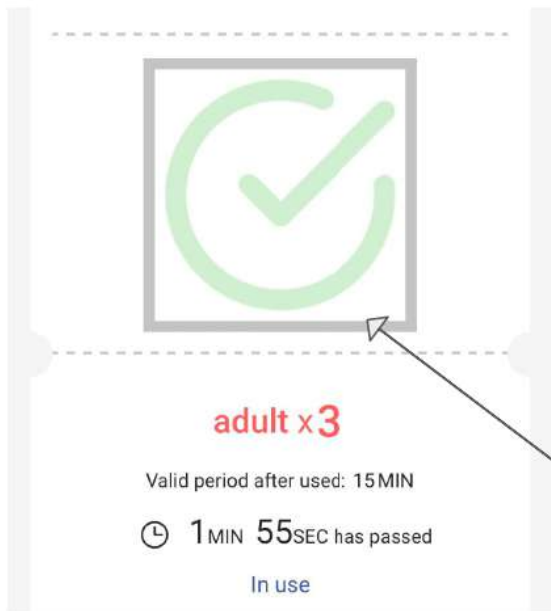 adult x3
Valid period after used: 15MIN
1MIN 55SEC has passed
In use